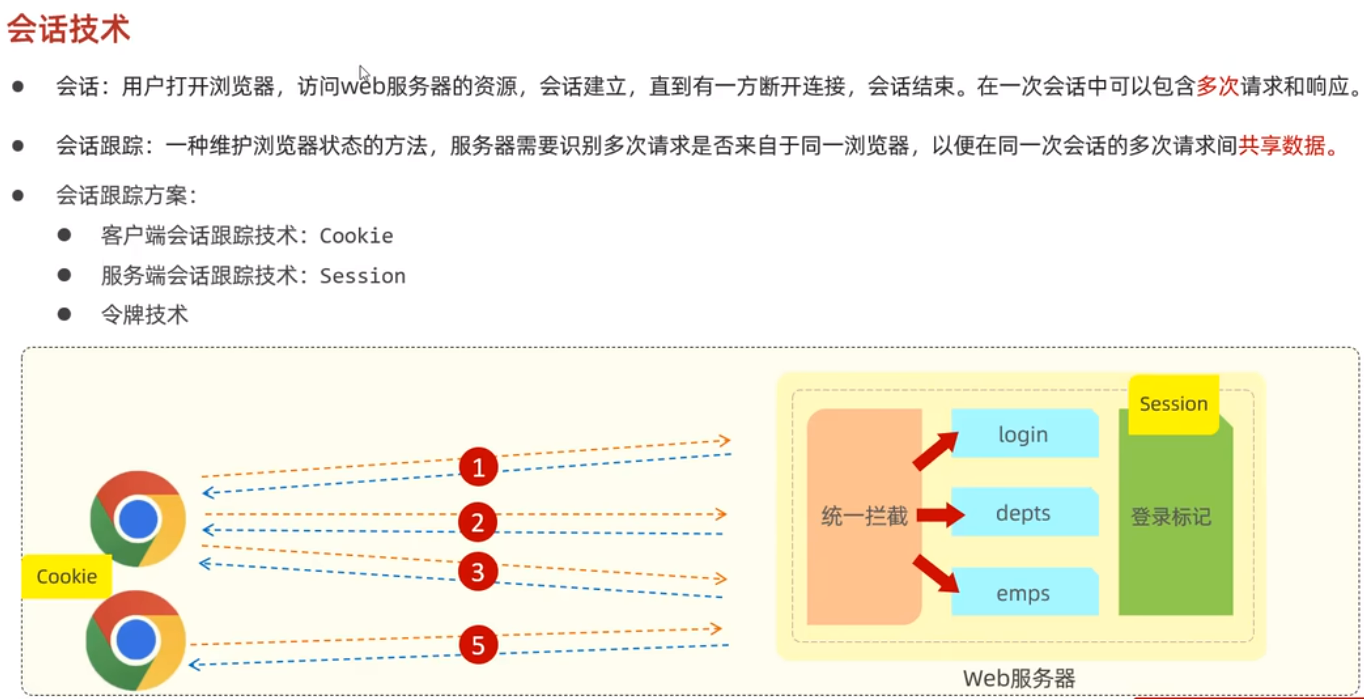 会话技术
会话：用户打开浏览器，访问web服务器的资源，会话建立，直到有一方断开连接，会话结束。在一次会话中可以包含多次请求和响应。
会话跟踪：一种维护浏览器状态的方法，服务器需要识别多次请求是否来自于同一浏览器，以便在同一次会话的多次请求间共享数据。
会话跟踪方案：
客户端会话跟踪技术：Cookie
服务端会话跟踪技术：Session
令牌技术
Session
login
1
统一拦截
depts
登录标记
2
3
Cookie
emps
5
Web服务器